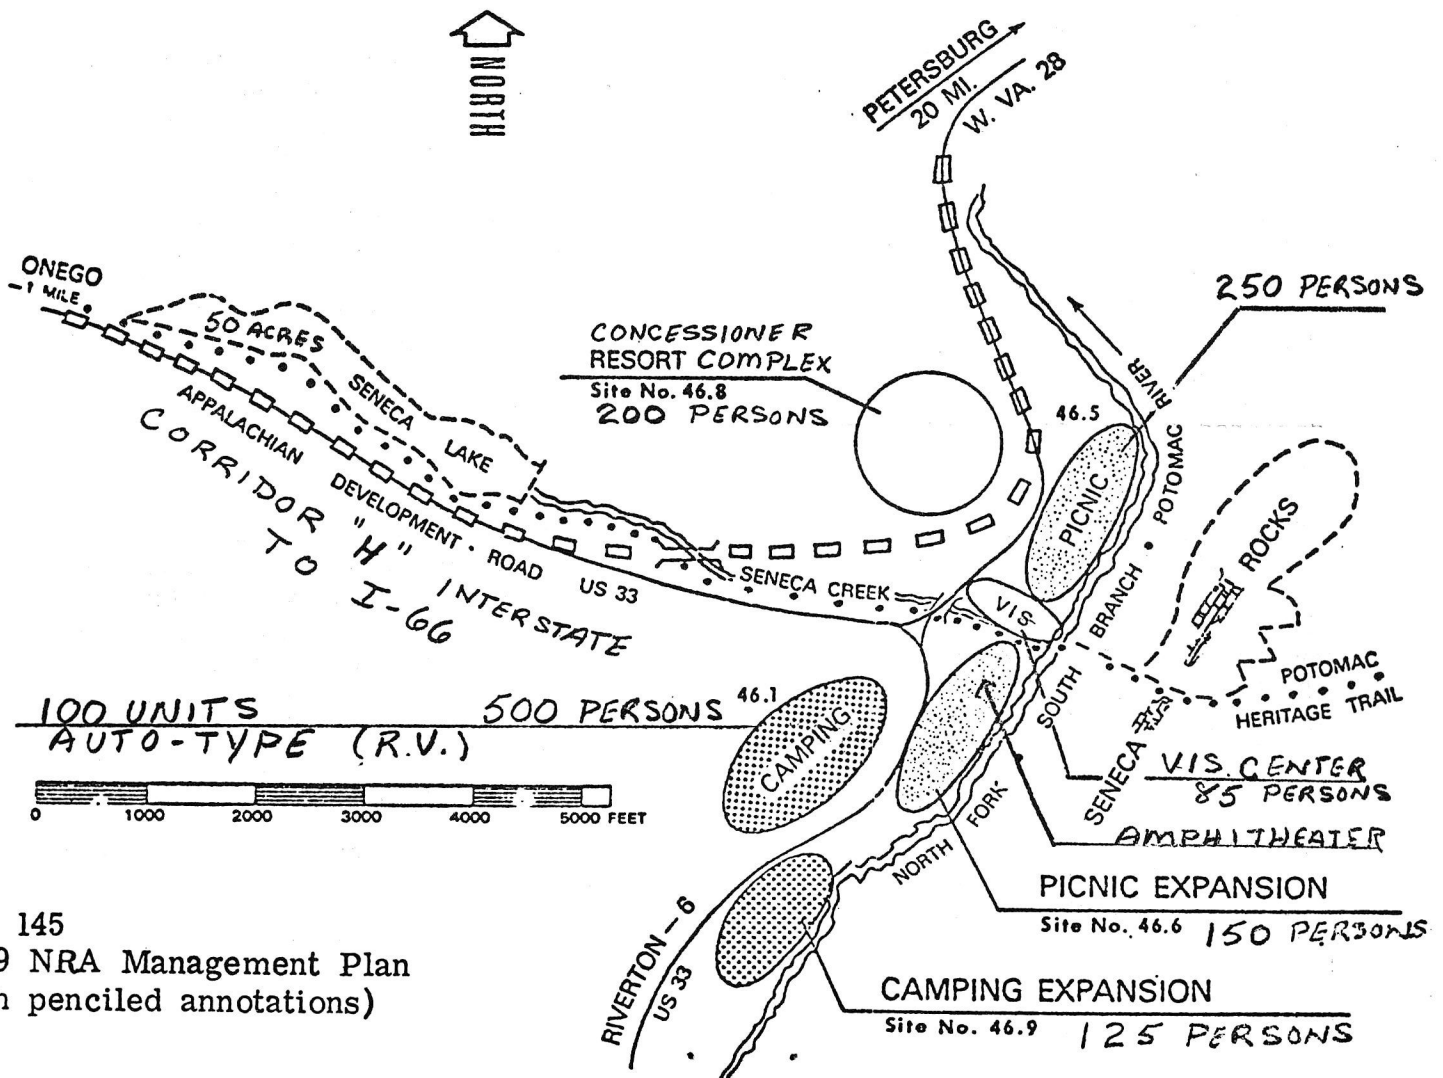 NORTH
PETERSBURG
20 MI.
W. VA. 28
ONEGO
1 MILE
50 ACRES
SENECA
LAKE
APPALACHIAN
DEVELOPMENT · ROAD
US 33
CORRIDOR "H" INTERSTATE
TO I-66
CONCESSIONER
RESORT COMPLEX
Site No. 46.8
200 PERSONS
250 PERSONS
46.5
RIVER
PICNIC
POTOMAC
BRANCH
SOUTH
FORK
NORTH
SENECA CREEK
VIS.
ROCKS
SENECA
POTOMAC
HERITAGE TRAIL
100 UNITS 500 PERSONS 46.1
AUTO-TYPE (R.V.)
CAMPING
0 1000 2000 3000 4000 5000 FEET
VIS. CENTER
85 PERSONS
AMPHITHEATER
PICNIC EXPANSION
Site No. 46.6 150 PERSONS
CAMPING EXPANSION
Site No. 46.9 125 PERSONS
RIVERTON-6
US 33
145
9 NRA Management Plan
penciled annotations)